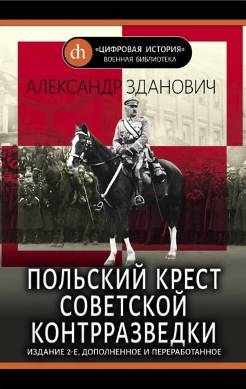 dh
«ЦИФРОВАЯ ИСТОРИЯ»
ВОЕННАЯ БИБЛИОТЕКА
АЛЕКСАНДР ЗДАНОВИЧ
ПОЛЬСКИЙ КРЕСТ
СОВЕТСКОЙ
КОНТРРАЗВЕДКИ
ИЗДАНИЕ 2-Е, ДОПОЛНЕННОЕ И ПЕРЕРАБОТАННОЕ